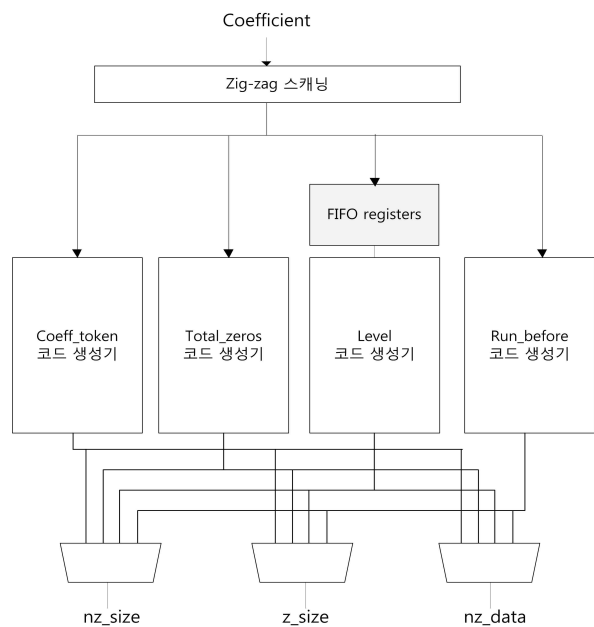 Coefficient
Zig-zag 스캐닝
FIFO registers
Coeff_token
코드 생성기
Total_zeros
코드 생성기
Level
코드 생성기
Run_before
코드 생성기
nz_size
z_size
nz_data